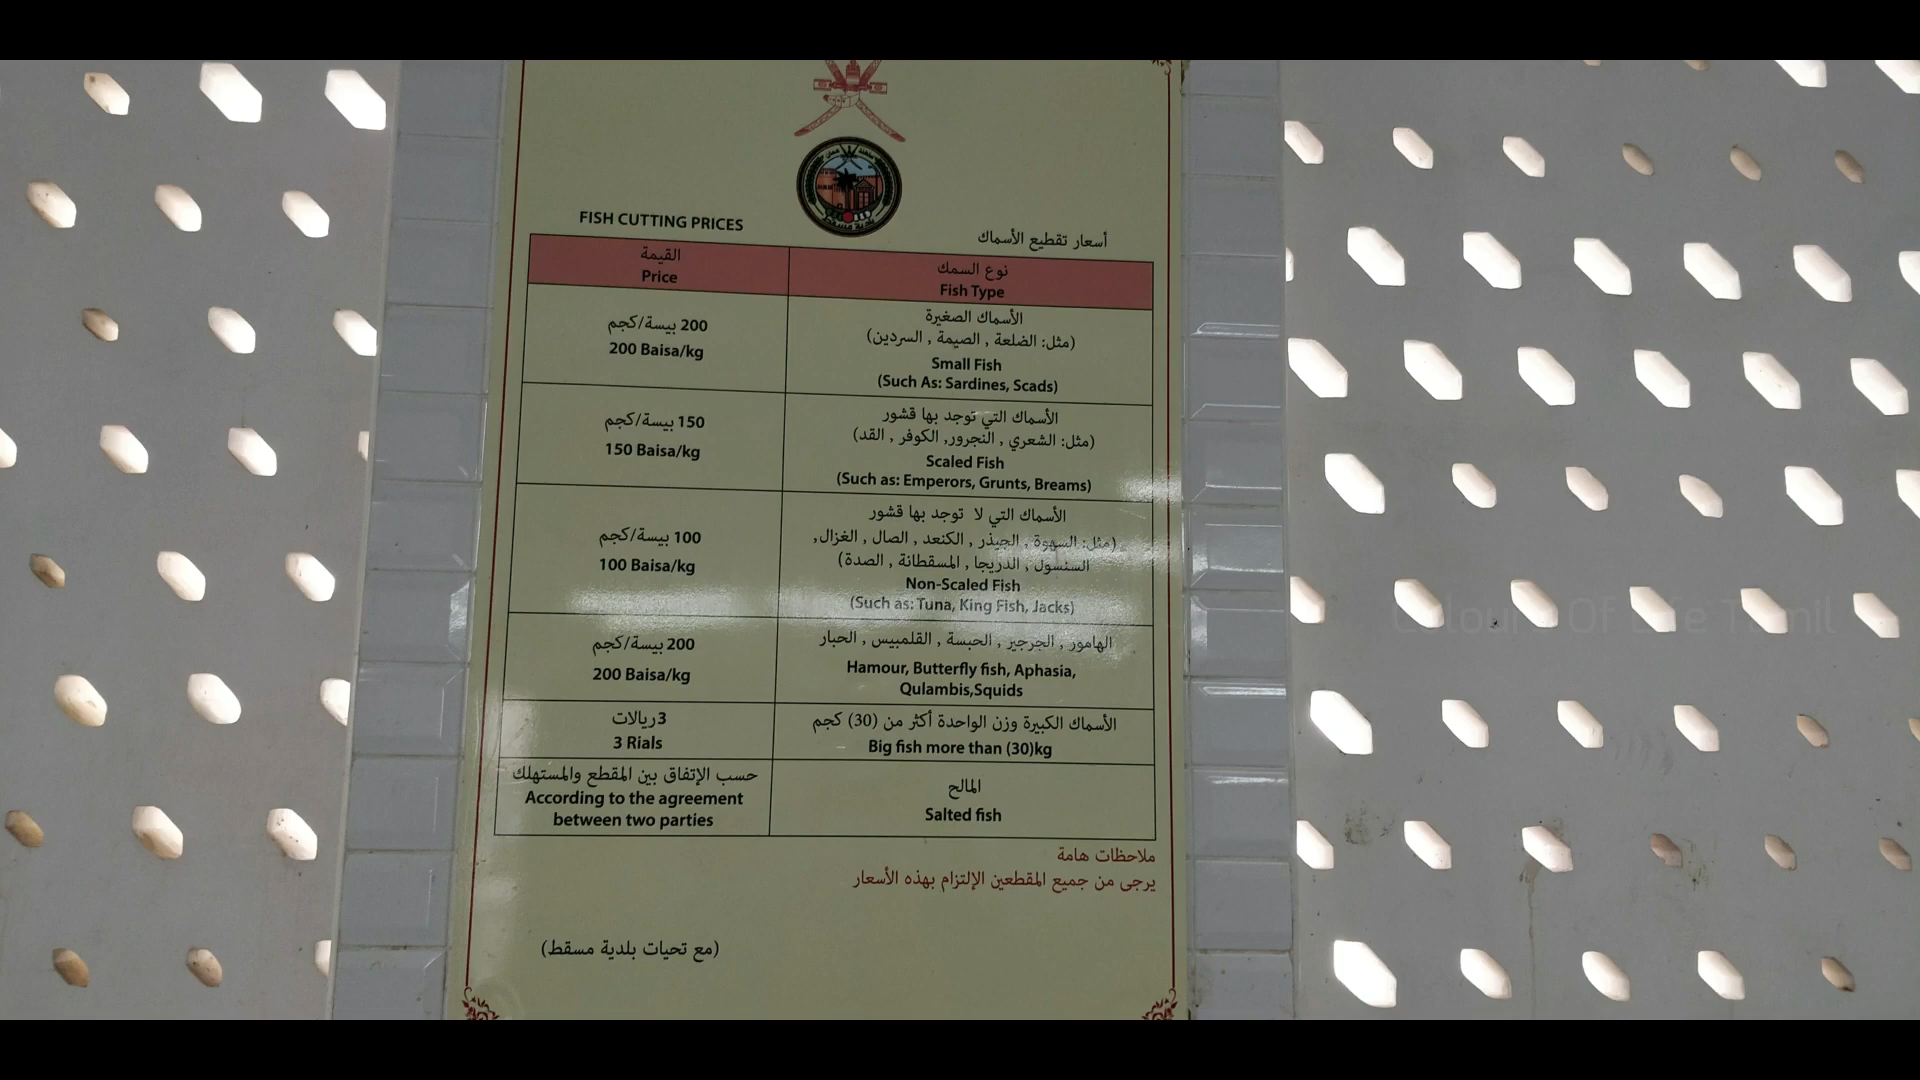 FISH CUTTING PRICES
أسعار تقطيع الأسماك
القيمة
Price
نوع السمك
Fish Type
200 بيسة/كجم
200 Baisa/kg
الأسماك الصغيرة
(مثل: الضلعة , الصيمة , السردين)
Small Fish
(Such As: Sardines, Scads)
150 بيسة/كجم
150 Baisa/kg
الأسماك التي توجد بها قشور
(مثل: الشعري , النجرور, الكوفر , القد)
Scaled Fish
(Such as: Emperors, Grunts, Breams)
100 بيسة/كجم
100 Baisa/kg
الأسماك التي لا توجد بها قشور
(مثل: السهوة , الجيذر , الكنعد , الصال , الغزال,
السنسول , الدريجا , المسقطانة , الصدة)
Non-Scaled Fish
(Such as: Tuna, King Fish, Jacks)
200 بيسة/كجم
200 Baisa/kg
الهامور , الجرجير , الحبسة , القلمبيس , الحبار
Hamour, Butterfly fish, Aphasia,
Qulambis,Squids
3 ريالات
3 Rials
الأسماك الكبيرة وزن الواحدة أكثر من (30) كجم
Big fish more than (30)kg
حسب الإتفاق بين المقطع والمستهلك
According to the agreement
between two parties
المالح
Salted fish
ملاحظات هامة
يرجى من جميع المقطعين الإلتزام بهذه الأسعار
(مع تحيات بلدية مسقط)
Colours Of Life Tamil